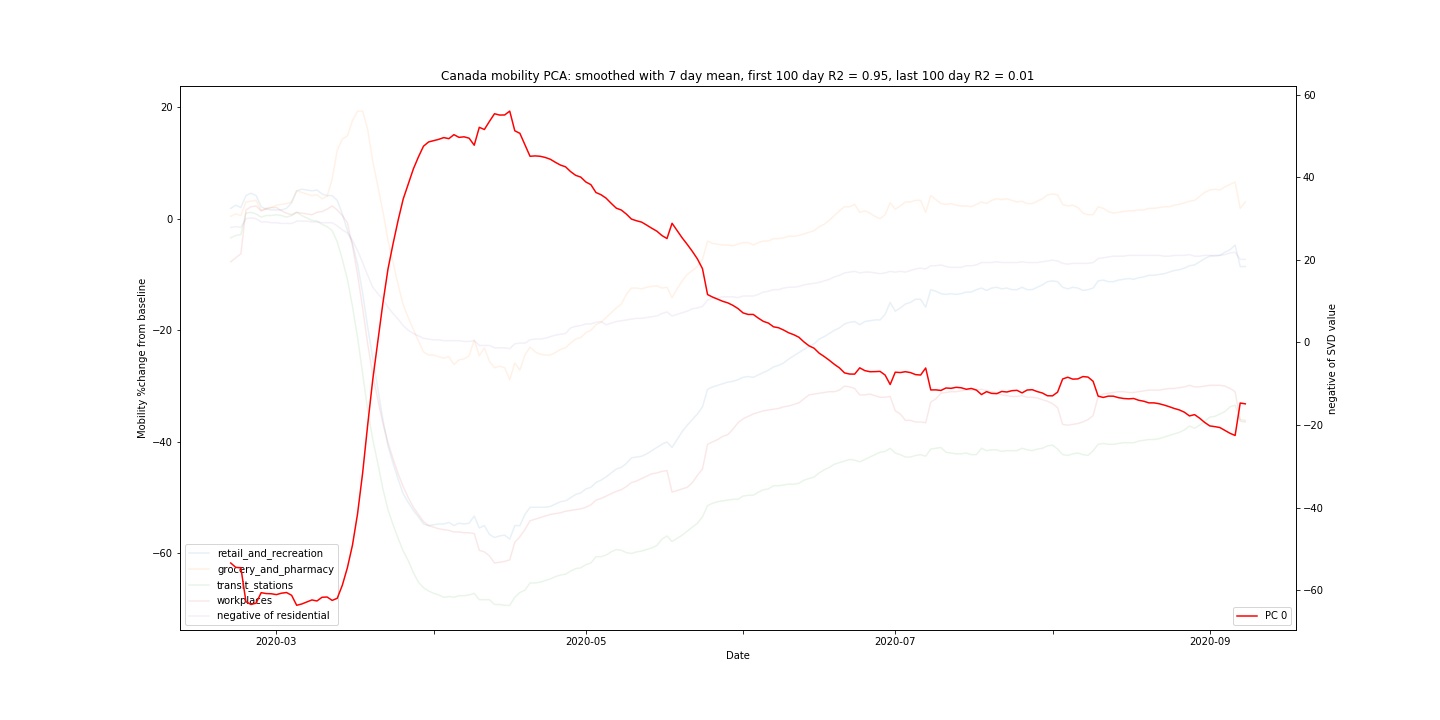 Canada mobility PCA: smoothed with 7 day mean, first 100 day R2 = 0.95, last 100 day R2 = 0.01
20
0
−20
−40
−60
Mobility %change from baseline
60
40
20
0
−20
−40
−60
negative of SVD value
retail_and_recreation
grocery_and_pharmacy
transit_stations
workplaces
negative of residential
PC 0
2020-03
2020-05
2020-07
2020-09
Date